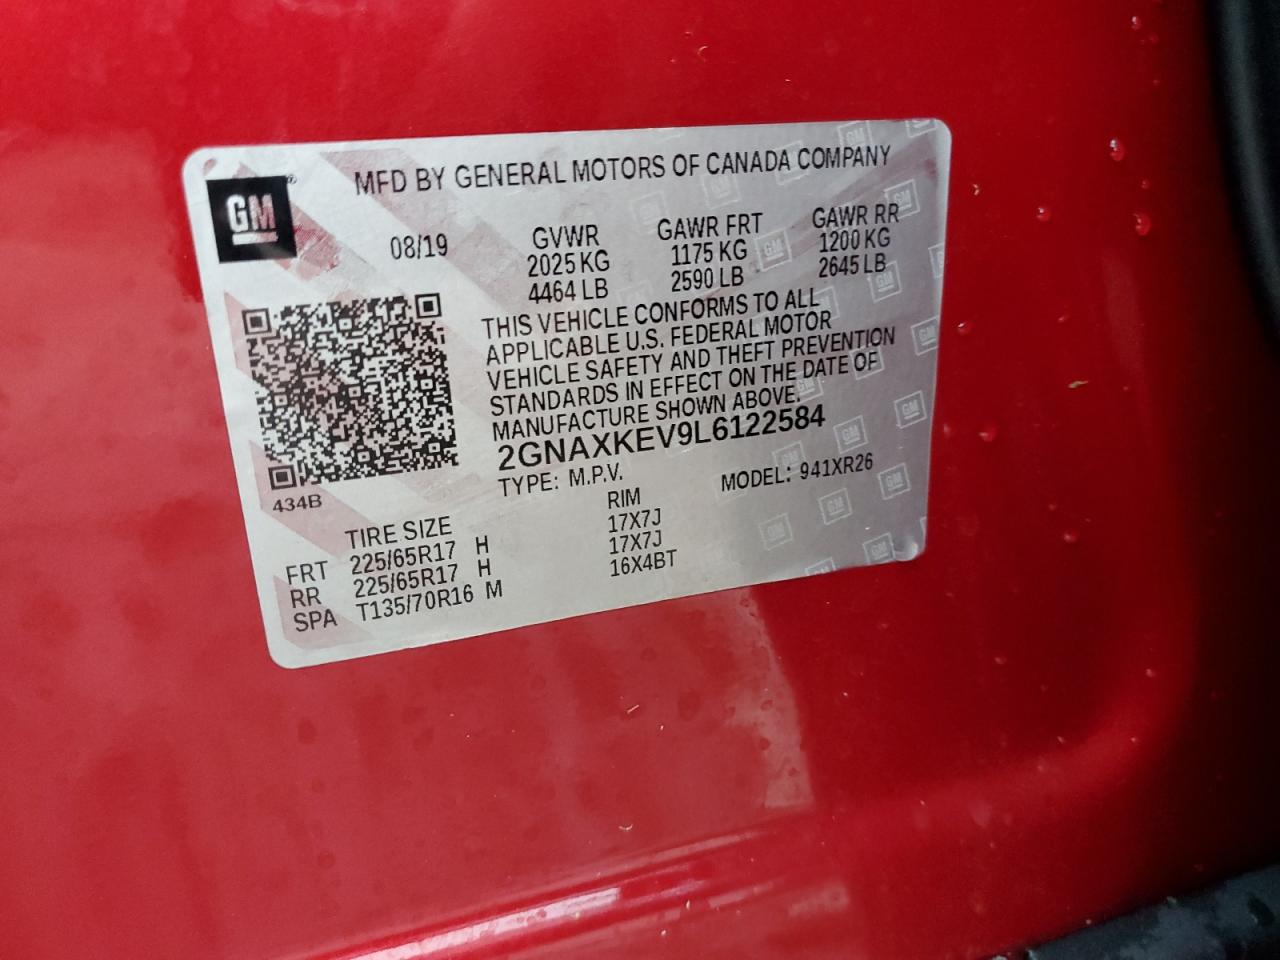 GM®
MFD BY GENERAL MOTORS OF CANADA COMPANY
08/19 GVWR GAWR FRT GAWR RR
2025 KG 1175 KG 1200 KG
4464 LB 2590 LB 2645 LB
THIS VEHICLE CONFORMS TO ALL
APPLICABLE U.S. FEDERAL MOTOR
VEHICLE SAFETY AND THEFT PREVENTION
STANDARDS IN EFFECT ON THE DATE OF
MANUFACTURE SHOWN ABOVE.
2GNAXKEV9L6122584
TYPE: M.P.V. MODEL: 941XR26
434B
TIRE SIZE RIM
FRT 225/65R17 H 17X7J
RR 225/65R17 H 17X7J
SPA T135/70R16 M 16X4BT